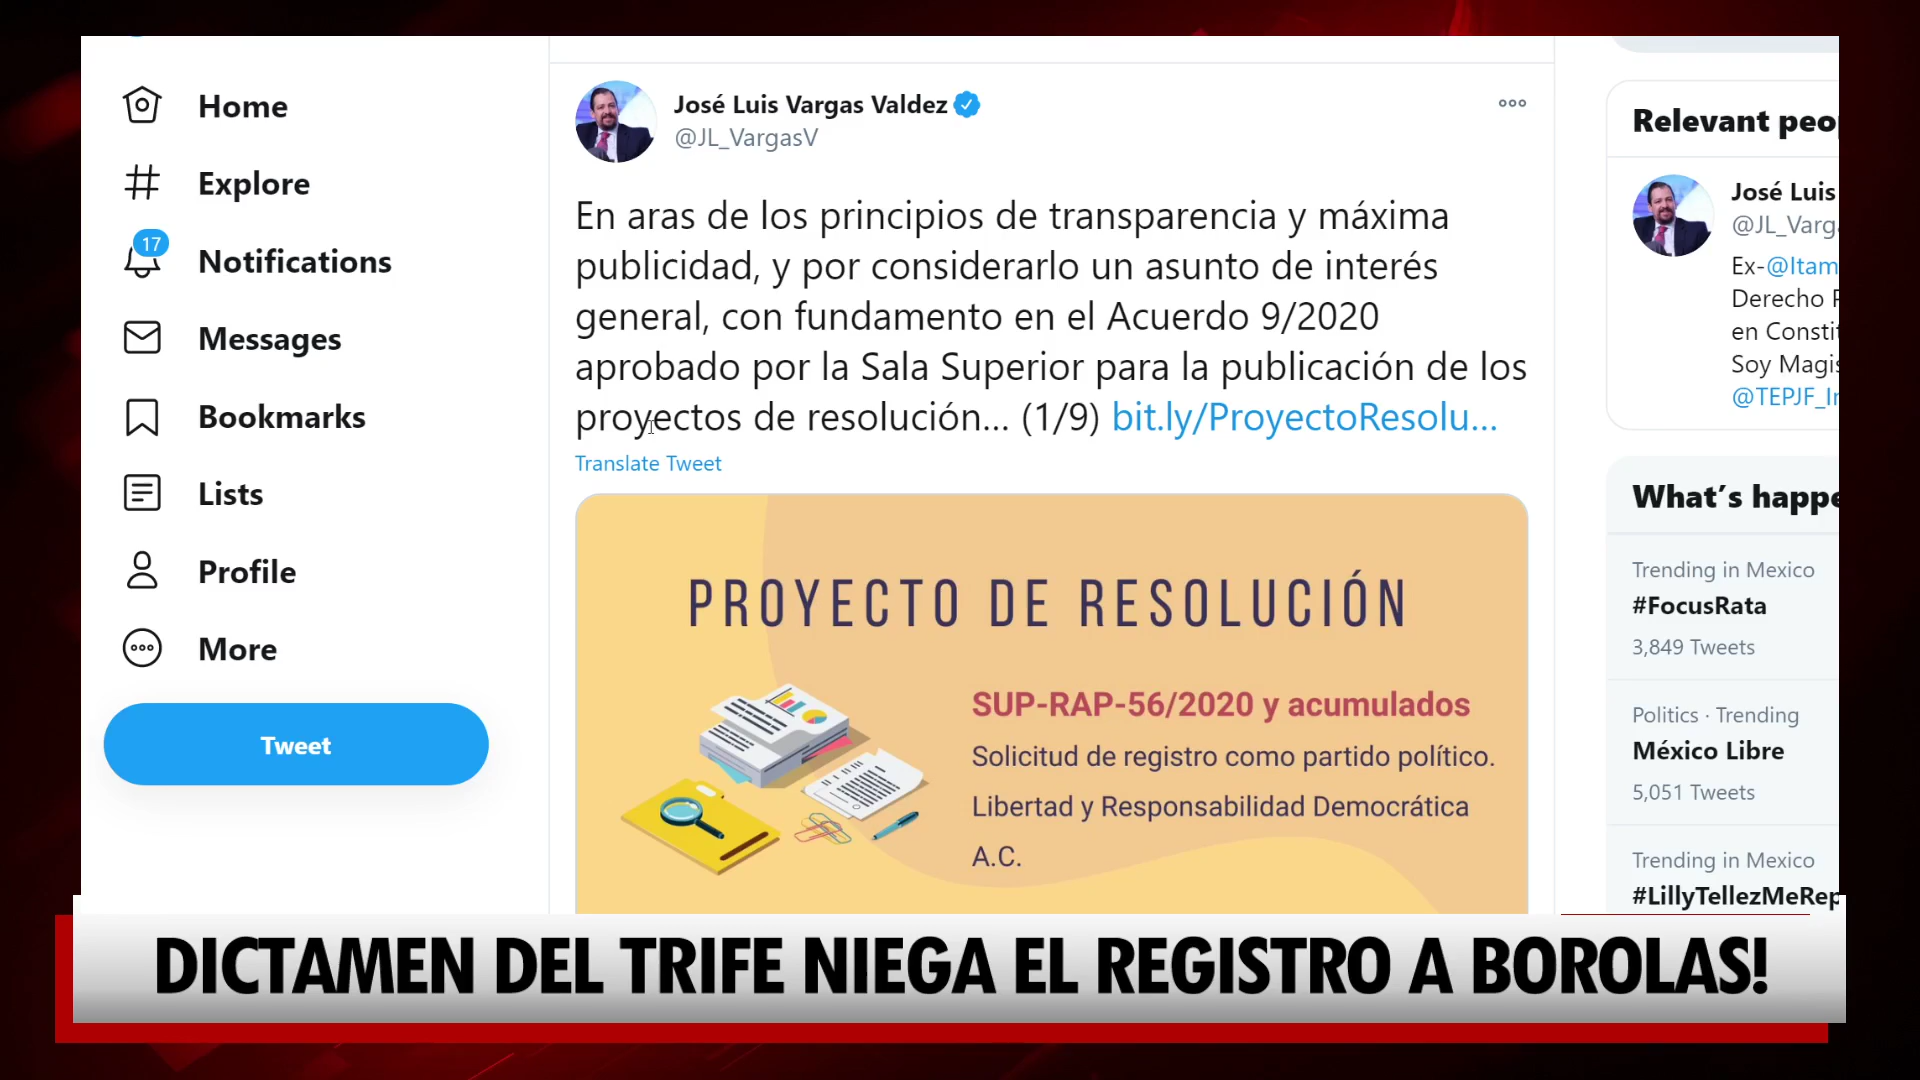 Home
Explore
17
Notifications
Messages
Bookmarks
Lists
Profile
More
Tweet
José Luis Vargas Valdez
@JL_VargasV
En aras de los principios de transparencia y máxima
publicidad, y por considerarlo un asunto de interés
general, con fundamento en el Acuerdo 9/2020
aprobado por la Sala Superior para la publicación de los
proyectos de resolución... (1/9) bit.ly/ProyectoResolu...
Translate Tweet
PROYECTO DE RESOLUCIÓN
SUP-RAP-56/2020 y acumulados
Solicitud de registro como partido político.
Libertad y Responsabilidad Democrática
A.C.
Relevant peo
José Luis
@JL_Varg
Ex-@Itam
Derecho
en Consti
Soy Magis
@TEPJF_I
What's happe
Trending in Mexico
#FocusRata
3,849 Tweets
Politics · Trending
México Libre
5,051 Tweets
Trending in Mexico
#LillyTellezMeRep
DICTAMEN DEL TRIFE NIEGA EL REGISTRO A BOROLAS!